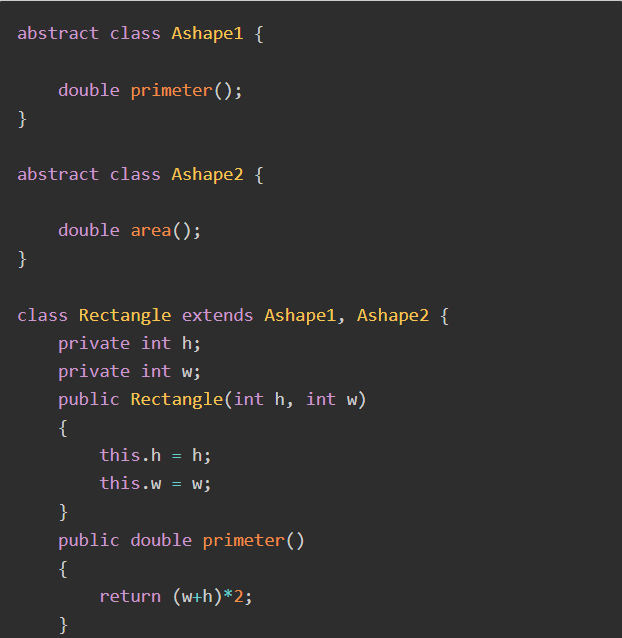 abstract class Ashape1 {
double primeter();
}
abstract class Ashape2 {
double area();
}
class Rectangle extends Ashape1, Ashape2 {
private int h;
private int w;
public Rectangle(int h, int w)
{
this.h = h;
this.w = w;
}
public double primeter()
{
return (w+h)*2;
}